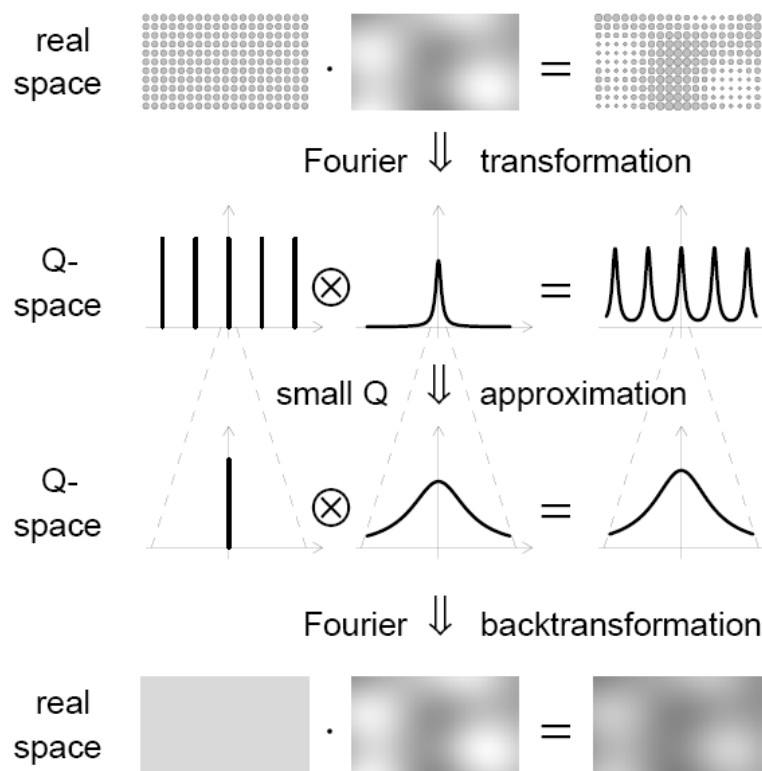 real
space
· =
Fourier ⇓ transformation
Q-
space
⊗ =
small Q ⇓ approximation
Q-
space
⊗ =
Fourier ⇓ backtransformation
real
space
· =